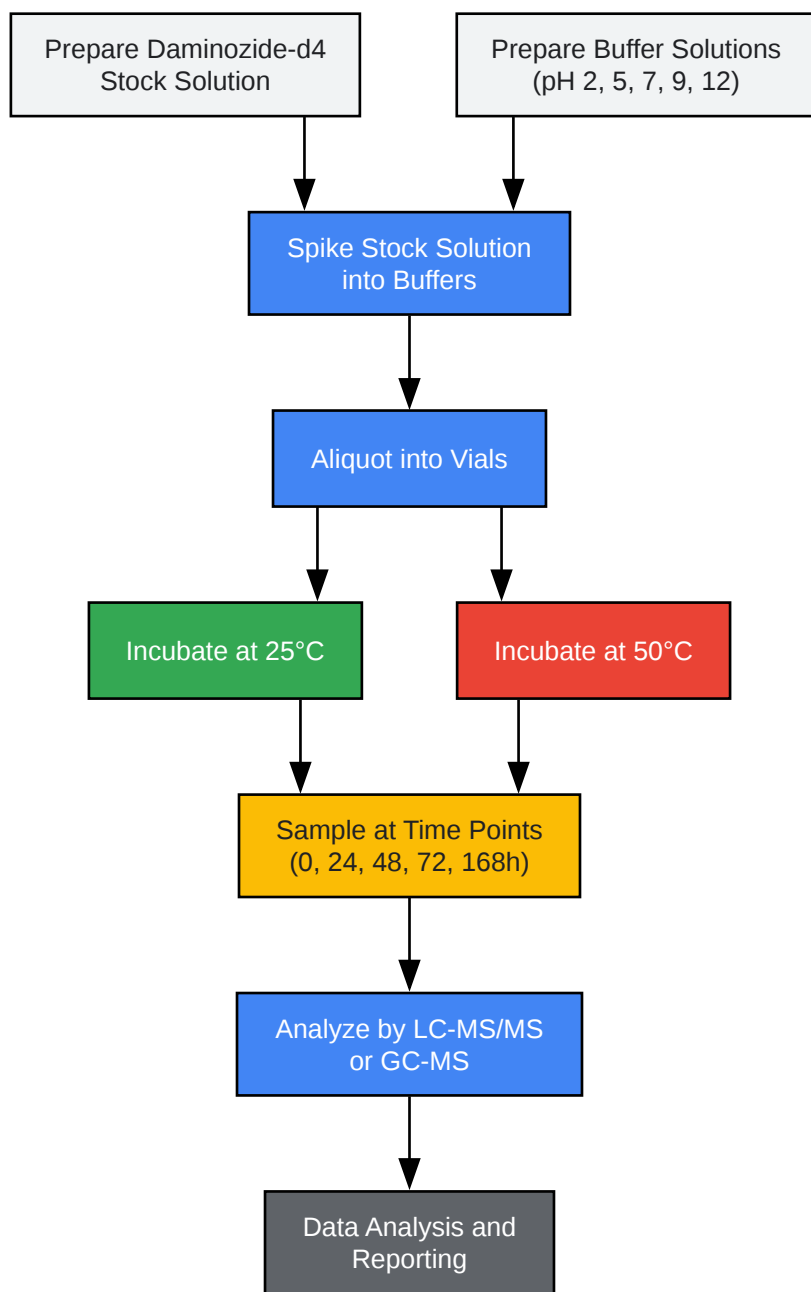 Prepare Daminozide-d4
Stock Solution
Prepare Buffer Solutions
(pH 2, 5, 7, 9, 12)
Spike Stock Solution
into Buffers
Aliquot into Vials
Incubate at 25°C
Incubate at 50°C
Sample at Time Points
(0, 24, 48, 72, 168h)
Analyze by LC-MS/MS
or GC-MS
Data Analysis and
Reporting